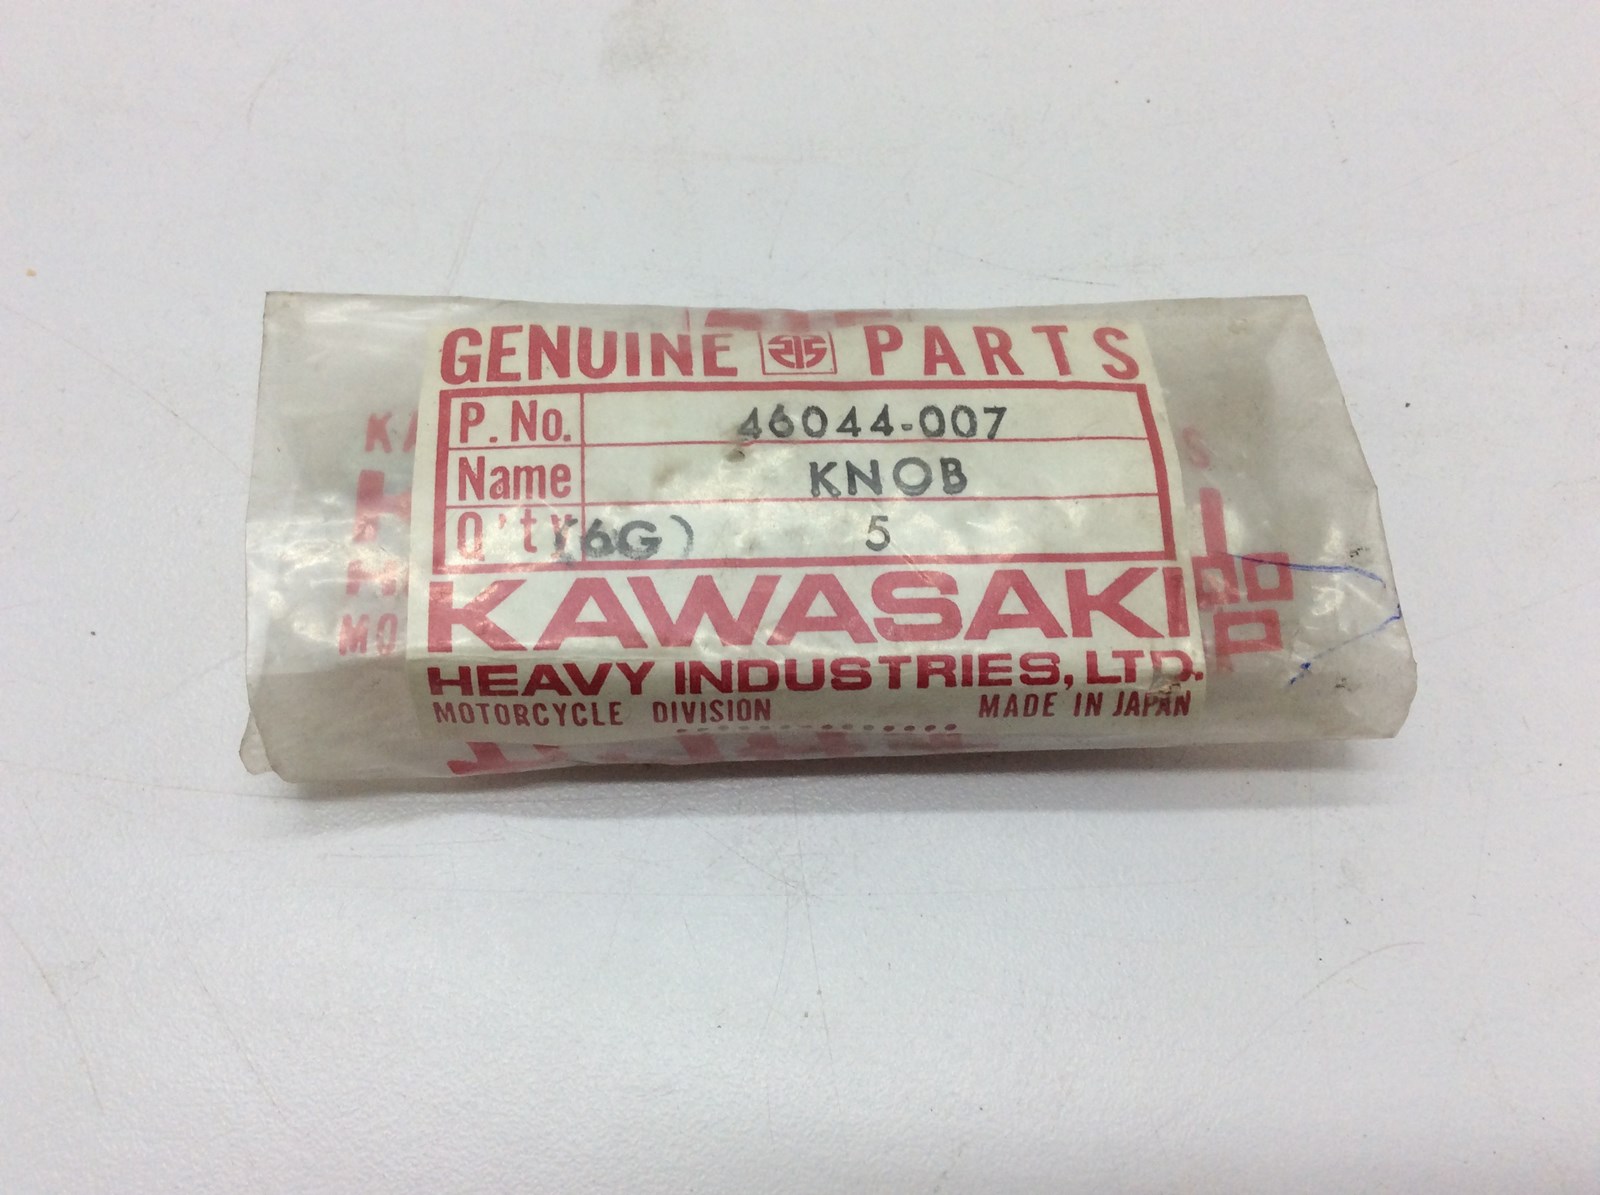 GENUINE PARTS
P. No. 46044-007
Name KNOB
Q'ty (6G) 5
KAWASAKI
HEAVY INDUSTRIES, LTD.
MOTORCYCLE DIVISION MADE IN JAPAN